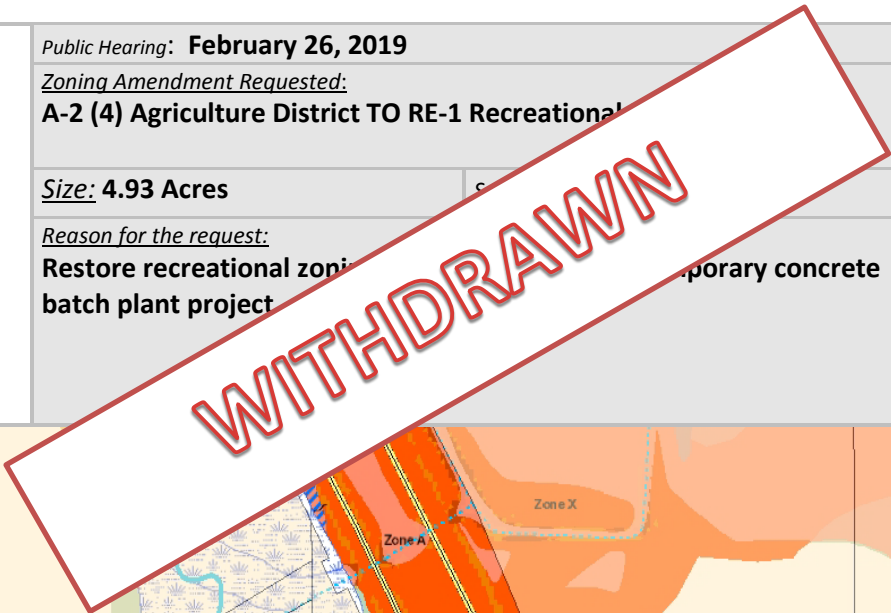 Public Hearing: February 26, 2019
Zoning Amendment Requested:
A-2 (4) Agriculture District TO RE-1 Recreational
Size: 4.93 Acres
Reason for the request:
Restore recreational porary concrete
batch plant project
WITHDRAWN
Zone X
Zone A